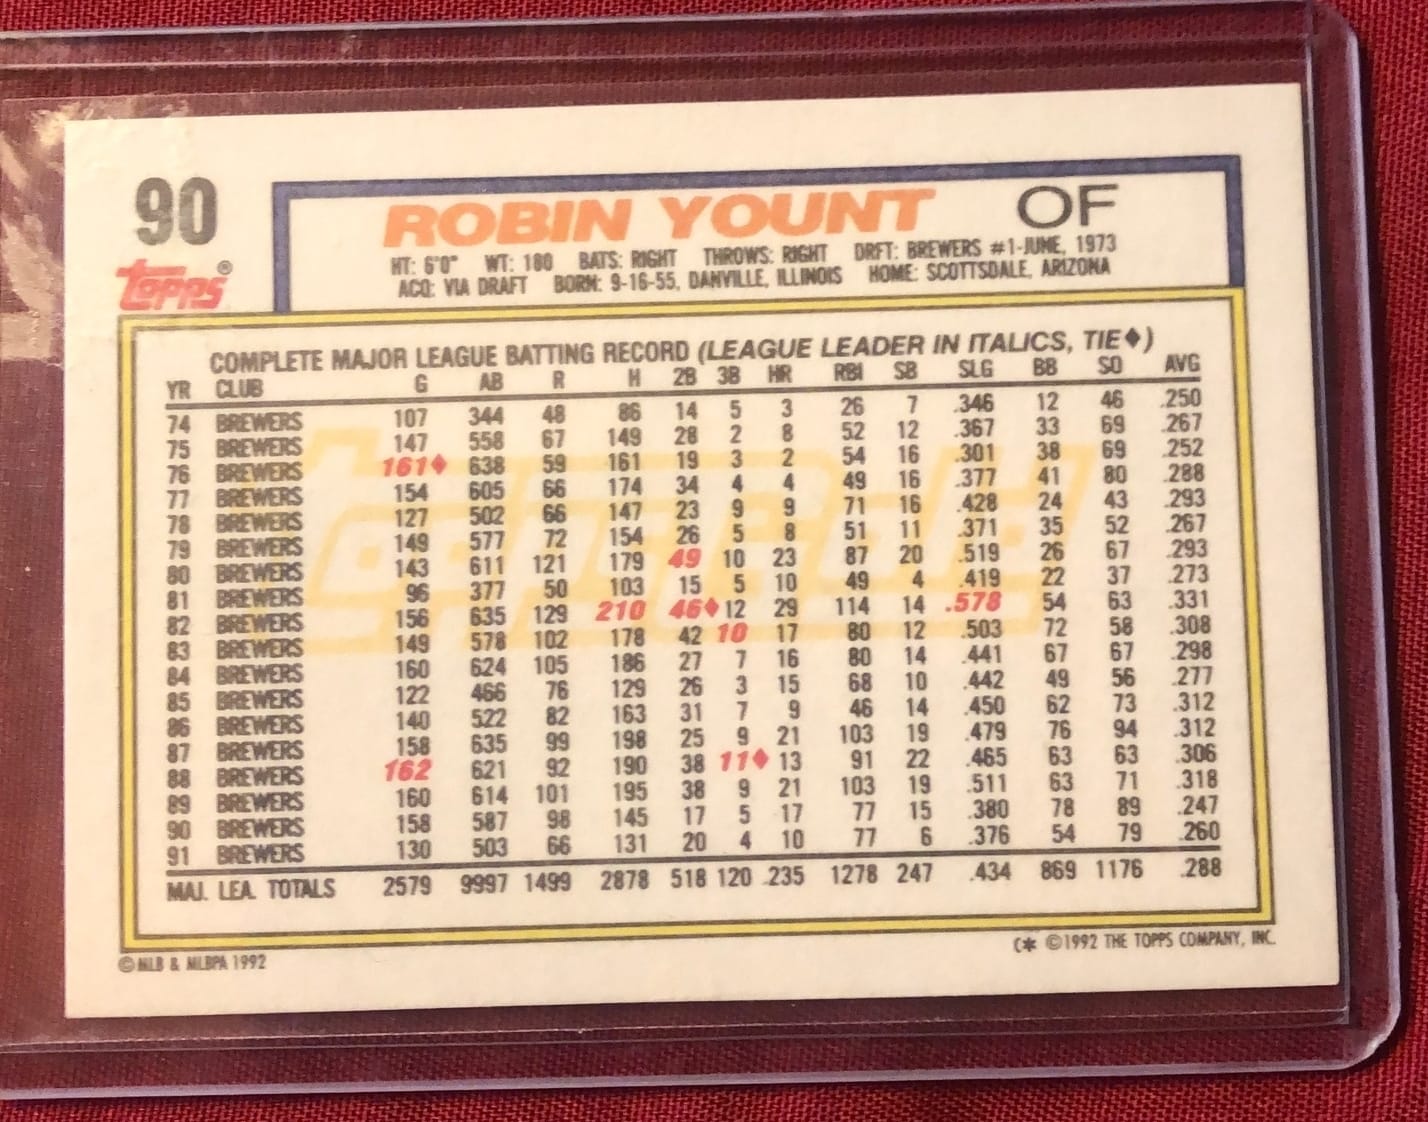 90
ROBIN YOUNT OF
topps®
HT: 6'0" WT: 180 BATS: RIGHT THROWS: RIGHT DRFT: BREWERS #1-JUNE, 1973
ACQ: VIA DRAFT BORN: 9-16-55, DANVILLE, ILLINOIS HOME: SCOTTSDALE, ARIZONA
COMPLETE MAJOR LEAGUE BATTING RECORD (LEAGUE LEADER IN ITALICS, TIE♦)
YR CLUB G AB R H 2B 3B HR RBI SB SLG BB SO AVG
74 BREWERS 107 344 48 86 14 5 3 26 7 .346 12 46 .250
75 BREWERS 147 558 67 149 28 2 8 52 12 .367 33 69 .267
76 BREWERS 161♦ 638 59 161 19 3 2 54 16 .301 38 69 .252
77 BREWERS 154 605 66 174 34 4 4 49 16 .377 41 80 .288
78 BREWERS 127 502 66 147 23 9 9 71 16 .428 24 43 .293
79 BREWERS 149 577 72 154 26 5 8 51 11 .371 35 52 .267
80 BREWERS 143 611 121 179 49 10 23 87 20 .519 26 67 .293
81 BREWERS 96 377 50 103 15 5 10 49 4 .419 22 37 .273
82 BREWERS 156 635 129 210 46♦ 12 29 114 14 .578 54 63 .331
83 BREWERS 149 578 102 178 42 10 17 80 12 .503 72 58 .308
84 BREWERS 160 624 105 186 27 7 16 80 14 .441 67 67 .298
85 BREWERS 122 466 76 129 26 3 15 68 10 .442 49 56 .277
86 BREWERS 140 522 82 163 31 7 9 46 14 .450 62 73 .312
87 BREWERS 158 635 99 198 25 9 21 103 19 .479 76 94 .312
88 BREWERS 162 621 92 190 38 11♦ 13 91 22 .465 63 63 .306
89 BREWERS 160 614 101 195 38 9 21 103 19 .511 63 71 .318
90 BREWERS 158 587 98 145 17 5 17 77 15 .380 78 89 .247
91 BREWERS 130 503 66 131 20 4 10 77 6 .376 54 79 .260
MAJ. LEA. TOTALS 2579 9997 1499 2878 518 120 235 1278 247 .434 869 1176 .288
©MLB & MLBPA 1992
C* ©1992 THE TOPPS COMPANY, INC.